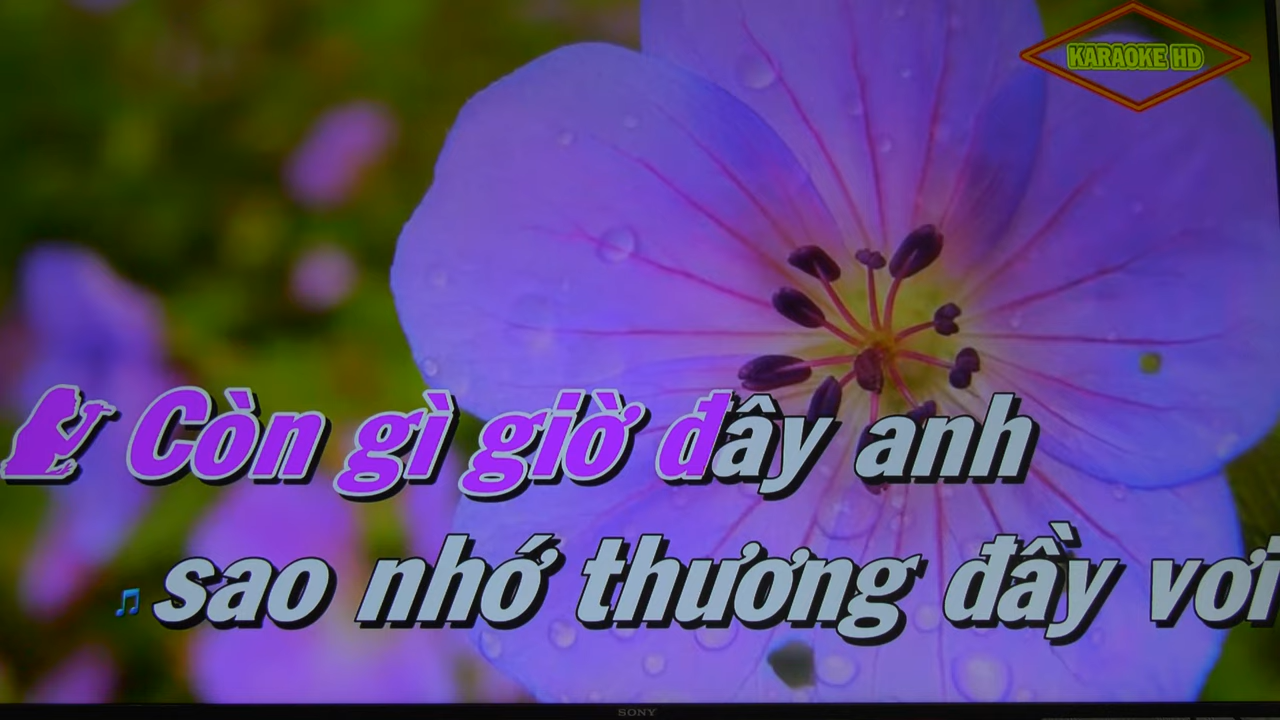 KARAOKE HD
Còn gì giờ đây anh
sao nhớ thương đầy vơi
SONY